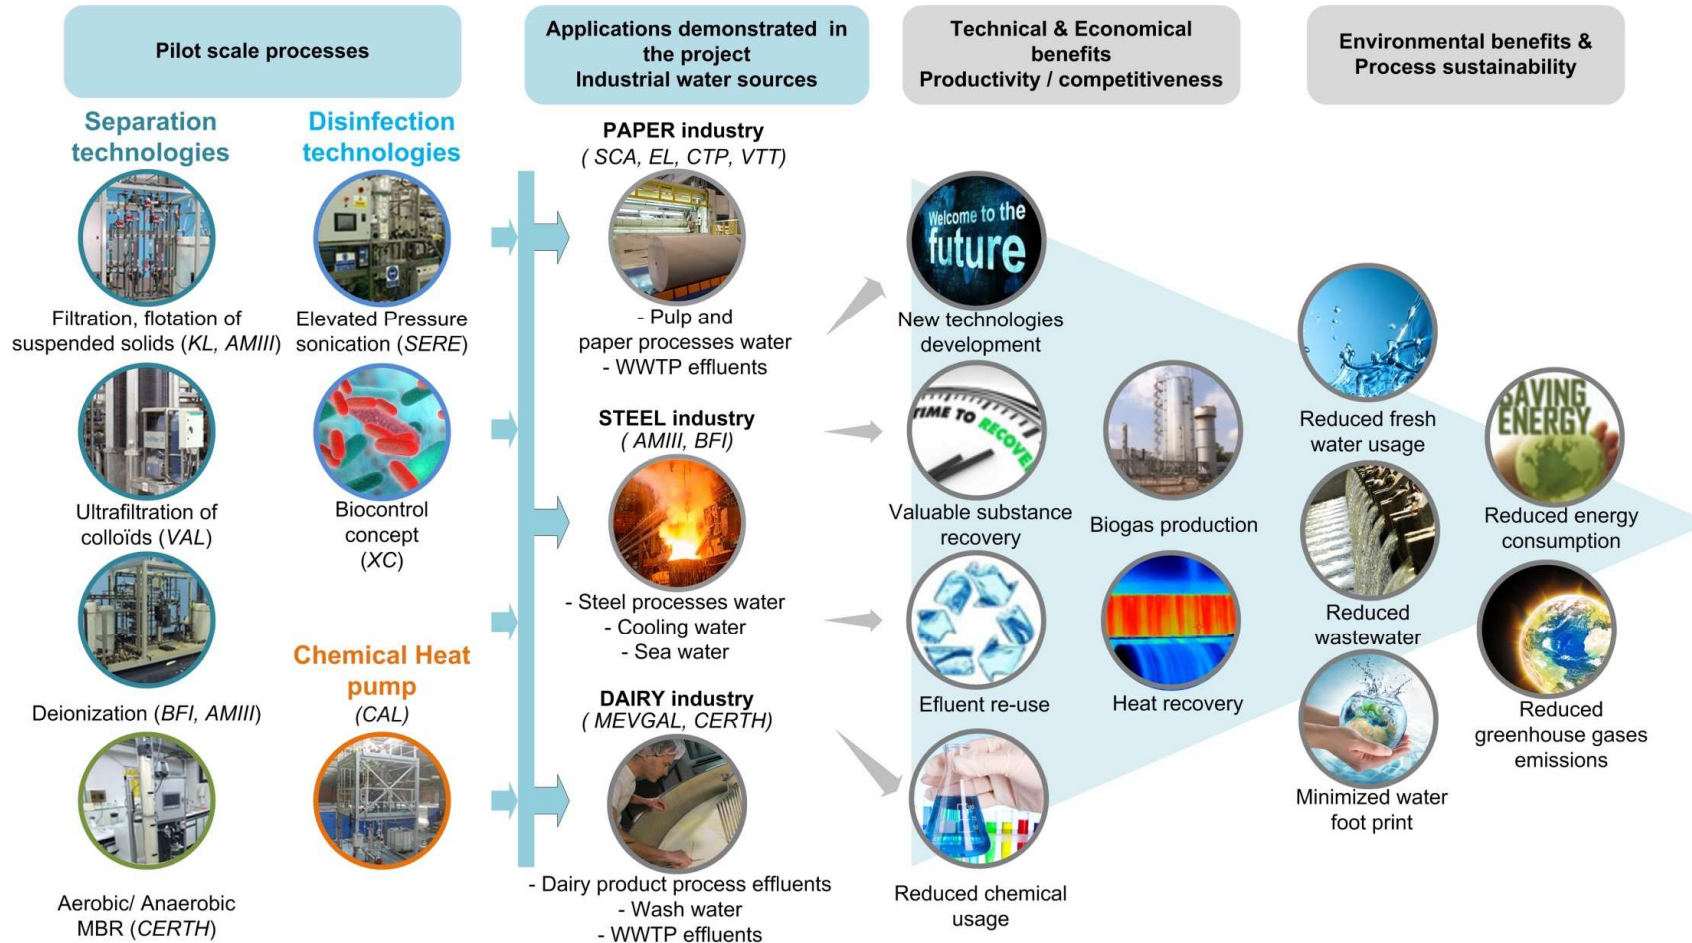 Pilot scale processes
Applications demonstrated in
the project
Industrial water sources
Technical & Economical
benefits
Productivity / competitiveness
Environmental benefits &
Process sustainability
Separation
technologies
Filtration, flotation of
suspended solids (KL, AMIII)
Ultrafiltration of
colloïds (VAL)
Deionization (BFI, AMIII)
Aerobic/ Anaerobic
MBR (CERTH)
Disinfection
technologies
Elevated Pressure
sonication (SERE)
Biocontrol
concept
(XC)
Chemical Heat
pump
(CAL)
PAPER industry
( SCA, EL, CTP, VTT)
- Pulp and
paper processes water
- WWTP effluents
STEEL industry
( AMIII, BFI)
- Steel processes water
- Cooling water
- Sea water
DAIRY industry
( MEVGAL, CERTH)
- Dairy product process effluents
- Wash water
- WWTP effluents
Welcome to the
future
New technologies
development
TIME TO RECOVER
Valuable substance
recovery
Efluent re-use
Reduced chemical
usage
Biogas production
Heat recovery
Reduced fresh
water usage
Reduced
wastewater
Minimized water
foot print
SAVING
ENERGY
Reduced energy
consumption
Reduced
greenhouse gases
emissions